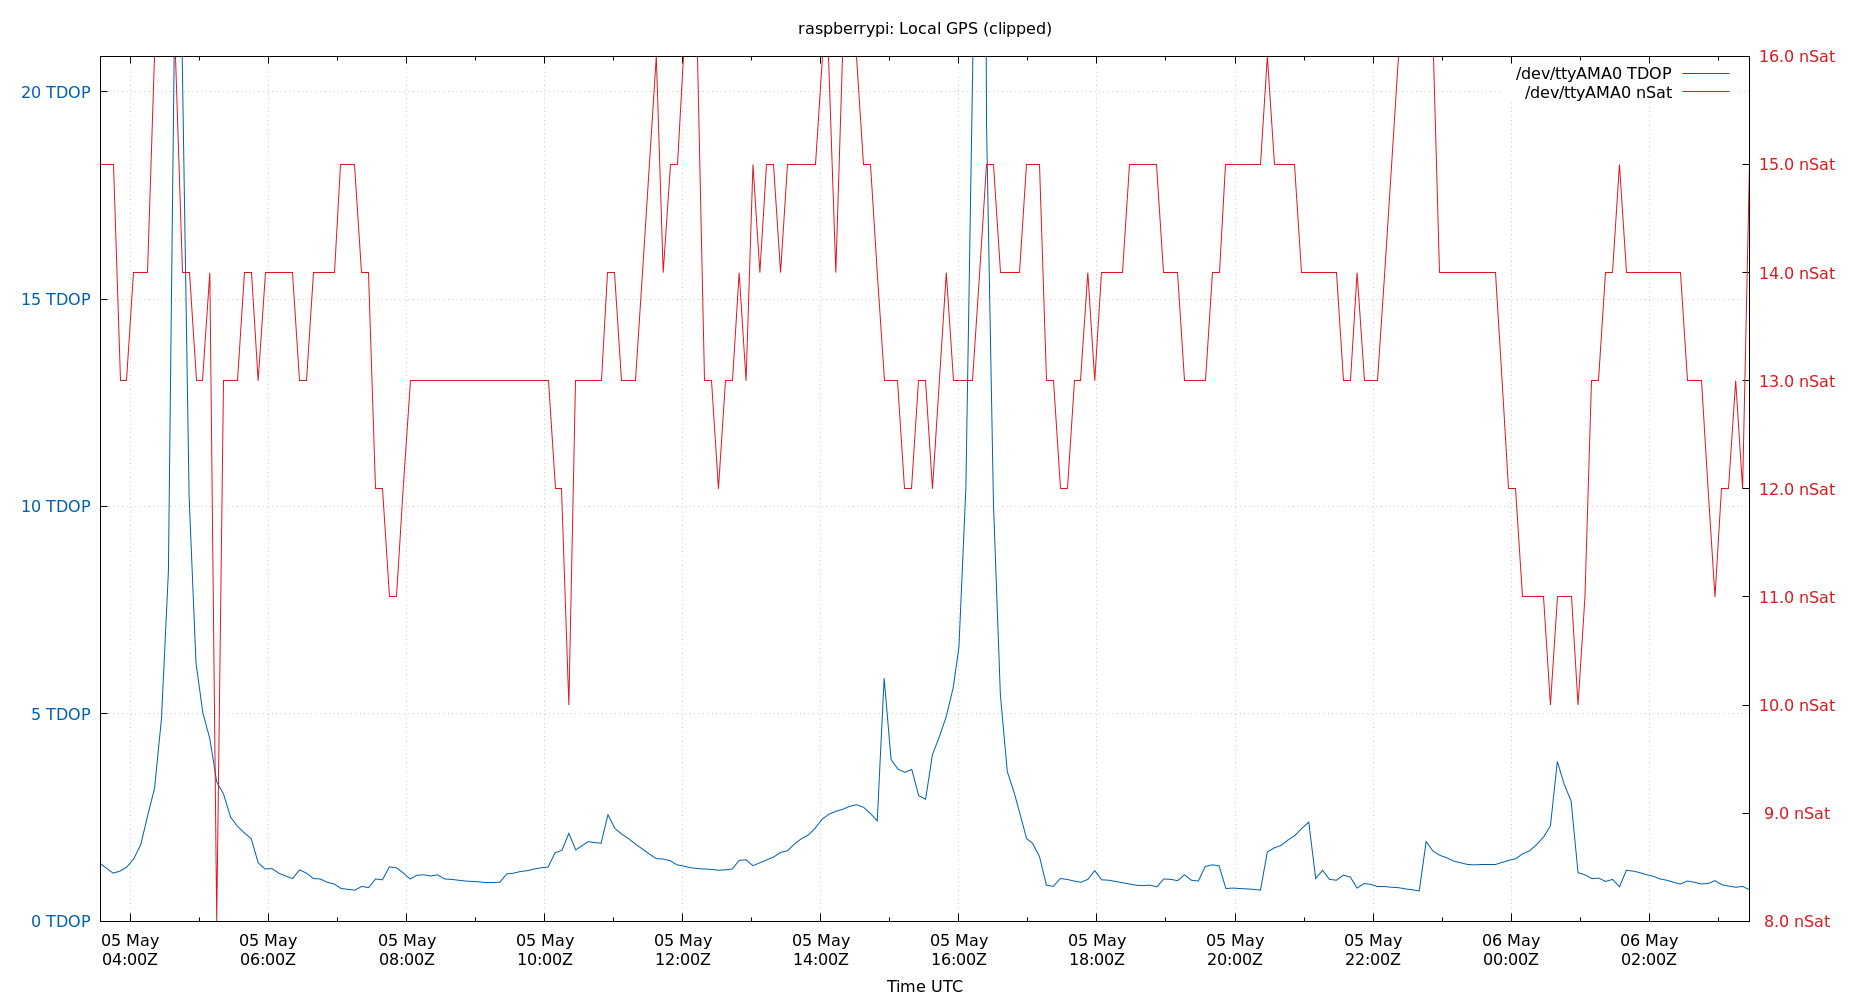 raspberrypi: Local GPS (clipped)
/dev/ttyAMA0 TDOP
/dev/ttyAMA0 nSat
20 TDOP
15 TDOP
10 TDOP
5 TDOP
0 TDOP
16.0 nSat
15.0 nSat
14.0 nSat
13.0 nSat
12.0 nSat
11.0 nSat
10.0 nSat
9.0 nSat
8.0 nSat
05 May 05 May 05 May 05 May 05 May 05 May 05 May 05 May 05 May 05 May 06 May 06 May
04:00Z 06:00Z 08:00Z 10:00Z 12:00Z 14:00Z 16:00Z 18:00Z 20:00Z 22:00Z 00:00Z 02:00Z
Time UTC